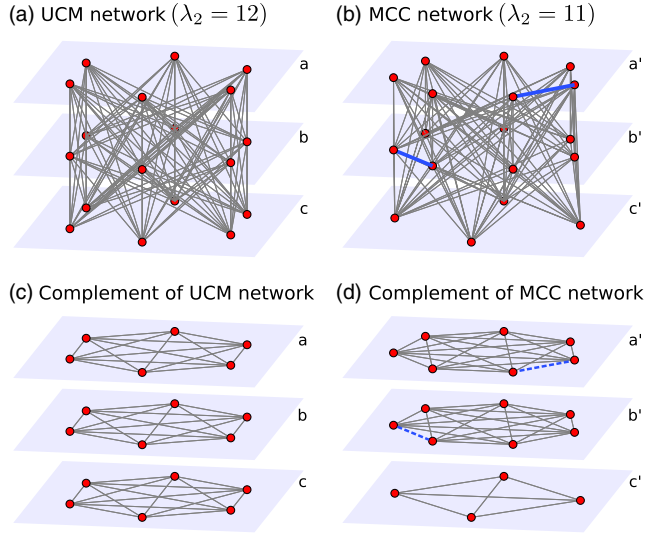 (a) UCM network (λ₂ = 12)
(b) MCC network (λ₂ = 11)
a
a'
b
b'
c
c'
(c) Complement of UCM network
(d) Complement of MCC network
a
a'
b
b'
c
c'